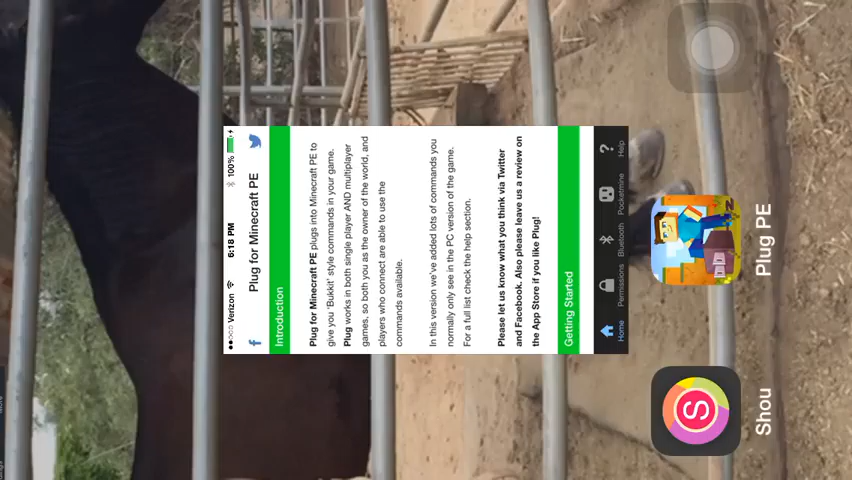 Verizon 6:18 PM 100%
Plug for Minecraft PE
Introduction
Plug for Minecraft PE plugs into Minecraft PE to
give you 'Bukkit' style commands in your game.
Plug works in both single player AND multiplayer
games, so both you as the owner of the world, and
players who connect are able to use the
commands available.
In this version we've added lots of commands you
normally only see in the PC version of the game.
For a full list check the help section.
Please let us know what you think via Twitter
and Facebook. Also please leave us a review on
the App Store if you like Plug!
Getting Started
Home Permissions Bluetooth Pocketmine Help
Shou Plug PE